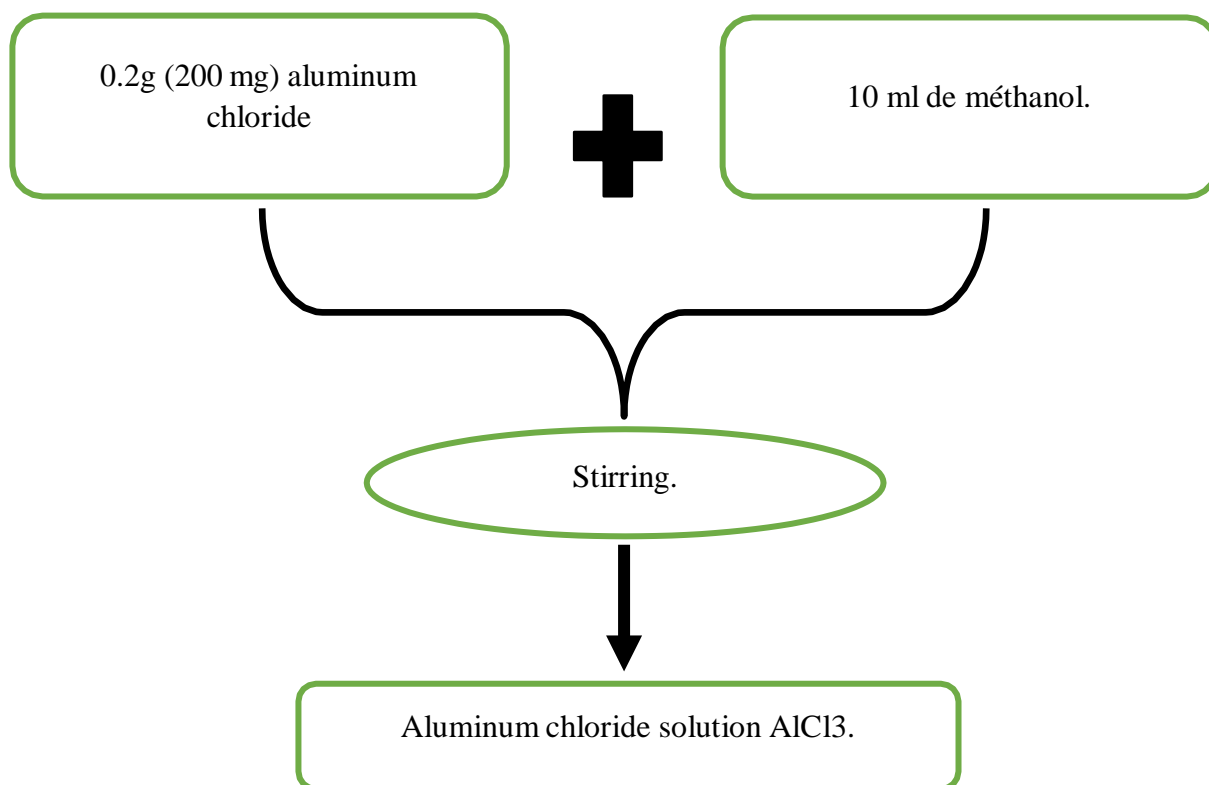 0.2g (200 mg) aluminum
chloride
10 ml de méthanol.
Stirring.
Aluminum chloride solution AlCl3.